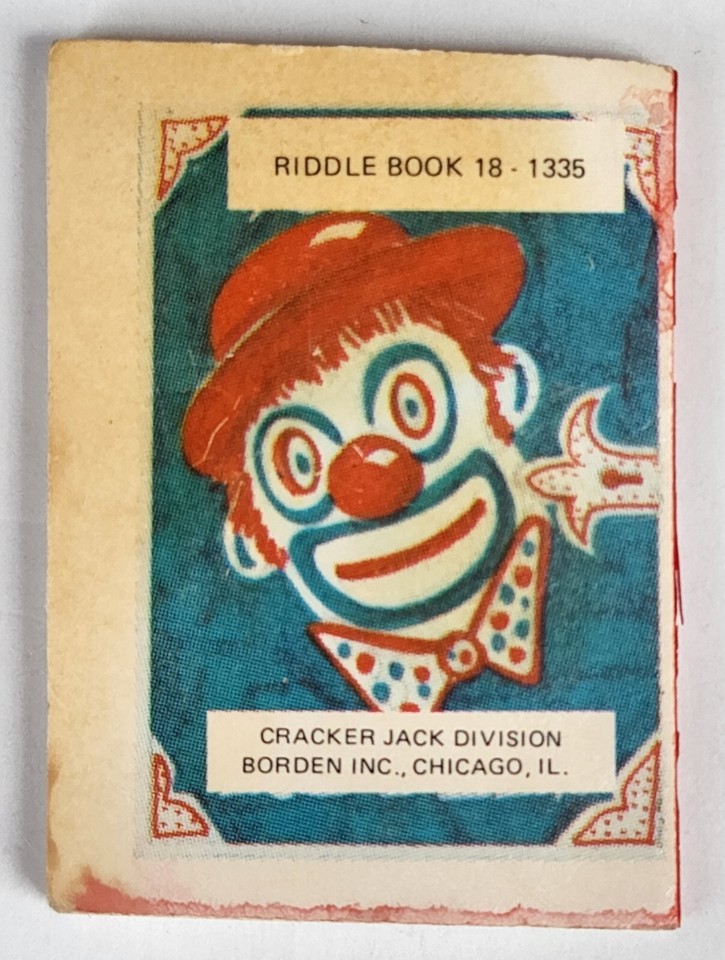 RIDDLE BOOK 18 - 1335
CRACKER JACK DIVISION
BORDEN INC., CHICAGO, IL.